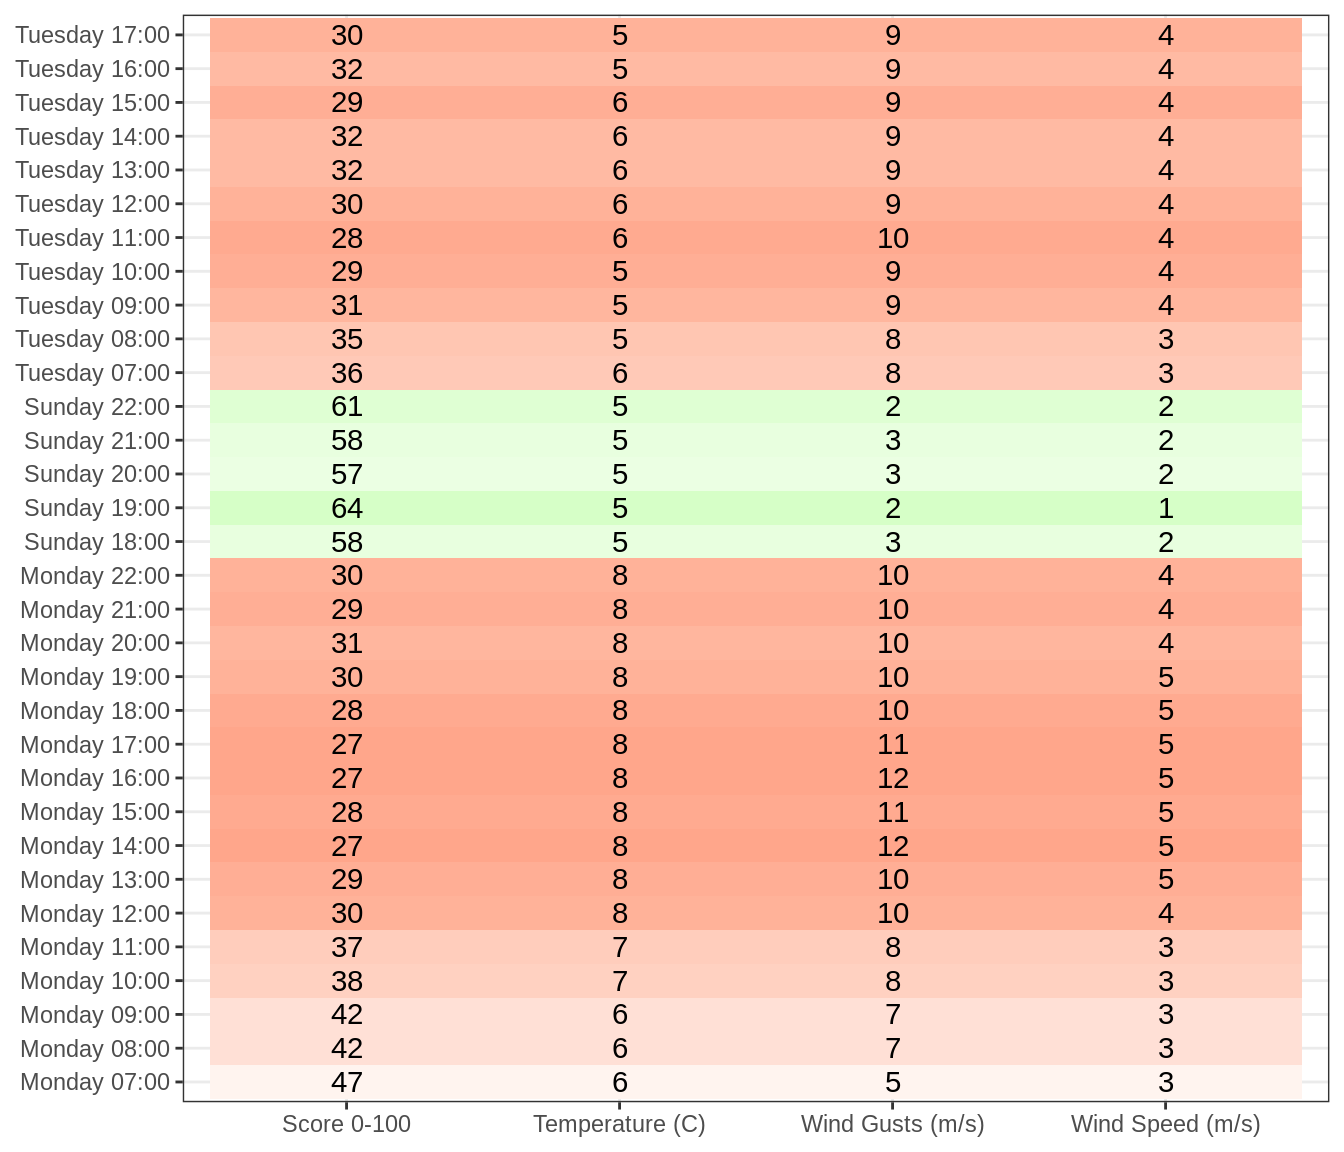 Tuesday 17:00 30 5 9 4
Tuesday 16:00 32 5 9 4
Tuesday 15:00 29 6 9 4
Tuesday 14:00 32 6 9 4
Tuesday 13:00 32 6 9 4
Tuesday 12:00 30 6 9 4
Tuesday 11:00 28 6 10 4
Tuesday 10:00 29 5 9 4
Tuesday 09:00 31 5 9 4
Tuesday 08:00 35 5 8 3
Tuesday 07:00 36 6 8 3
Sunday 22:00 61 5 2 2
Sunday 21:00 58 5 3 2
Sunday 20:00 57 5 3 2
Sunday 19:00 64 5 2 1
Sunday 18:00 58 5 3 2
Monday 22:00 30 8 10 4
Monday 21:00 29 8 10 4
Monday 20:00 31 8 10 4
Monday 19:00 30 8 10 5
Monday 18:00 28 8 10 5
Monday 17:00 27 8 11 5
Monday 16:00 27 8 12 5
Monday 15:00 28 8 11 5
Monday 14:00 27 8 12 5
Monday 13:00 29 8 10 5
Monday 12:00 30 8 10 4
Monday 11:00 37 7 8 3
Monday 10:00 38 7 8 3
Monday 09:00 42 6 7 3
Monday 08:00 42 6 7 3
Monday 07:00 47 6 5 3
Score 0-100 Temperature (C) Wind Gusts (m/s) Wind Speed (m/s)